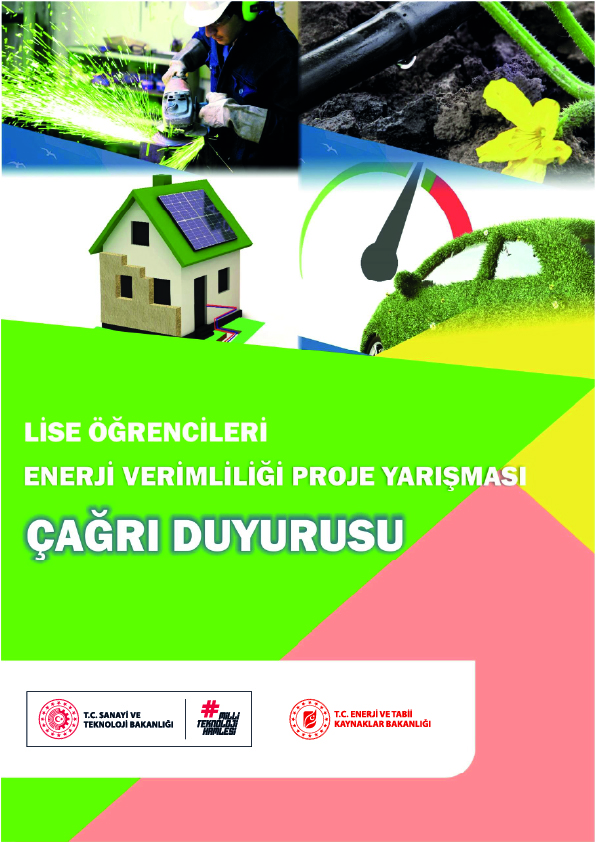 LİSE ÖĞRENCİLERİ
ENERJİ VERİMLİLİĞİ PROJE YARIŞMASI
ÇAĞRI DUYURUSU
T.C. SANAYİ VE
TEKNOLOJİ BAKANLIĞI
#MİLLİ
TEKNOLOJİ
HAMLESİ
T.C. ENERJİ VE TABİİ
KAYNAKLAR BAKANLIĞI